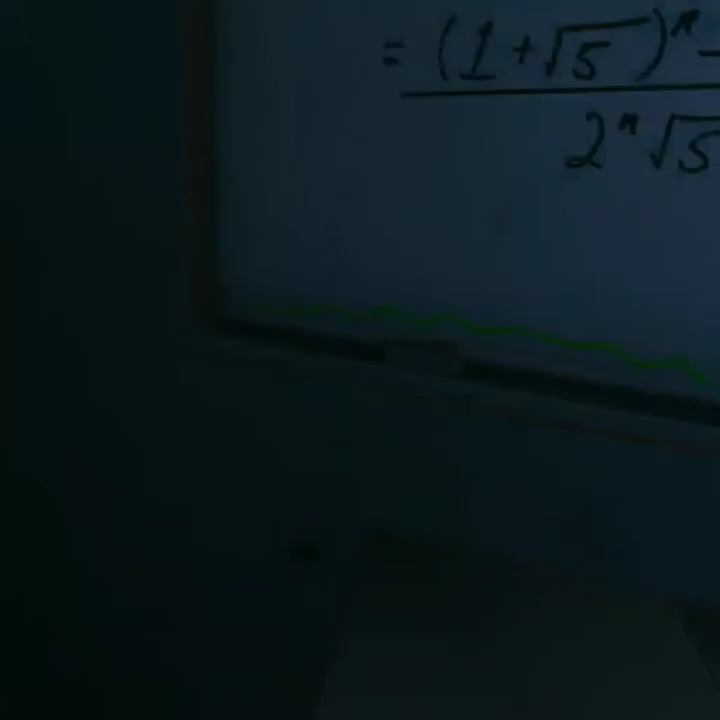 = (1+√5)ⁿ -
2ⁿ√5